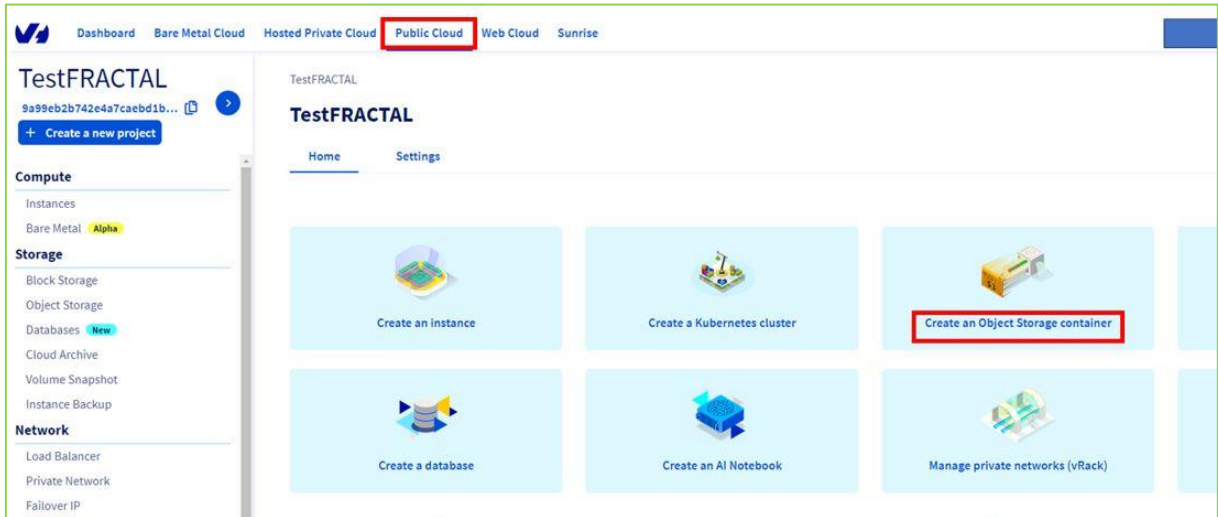 Dashboard Bare Metal Cloud Hosted Private Cloud Public Cloud Web Cloud Sunrise
TestFRACTAL
9a99eb2b742e4a7caebd1b...
+ Create a new project
Compute
Instances
Bare Metal Alpha
Storage
Block Storage
Object Storage
Databases New
Cloud Archive
Volume Snapshot
Instance Backup
Network
Load Balancer
Private Network
Failover IP
TestFRACTAL
TestFRACTAL
Home Settings
Create an instance
Create a Kubernetes cluster
Create an Object Storage container
Create a database
Create an AI Notebook
Manage private networks (vRack)